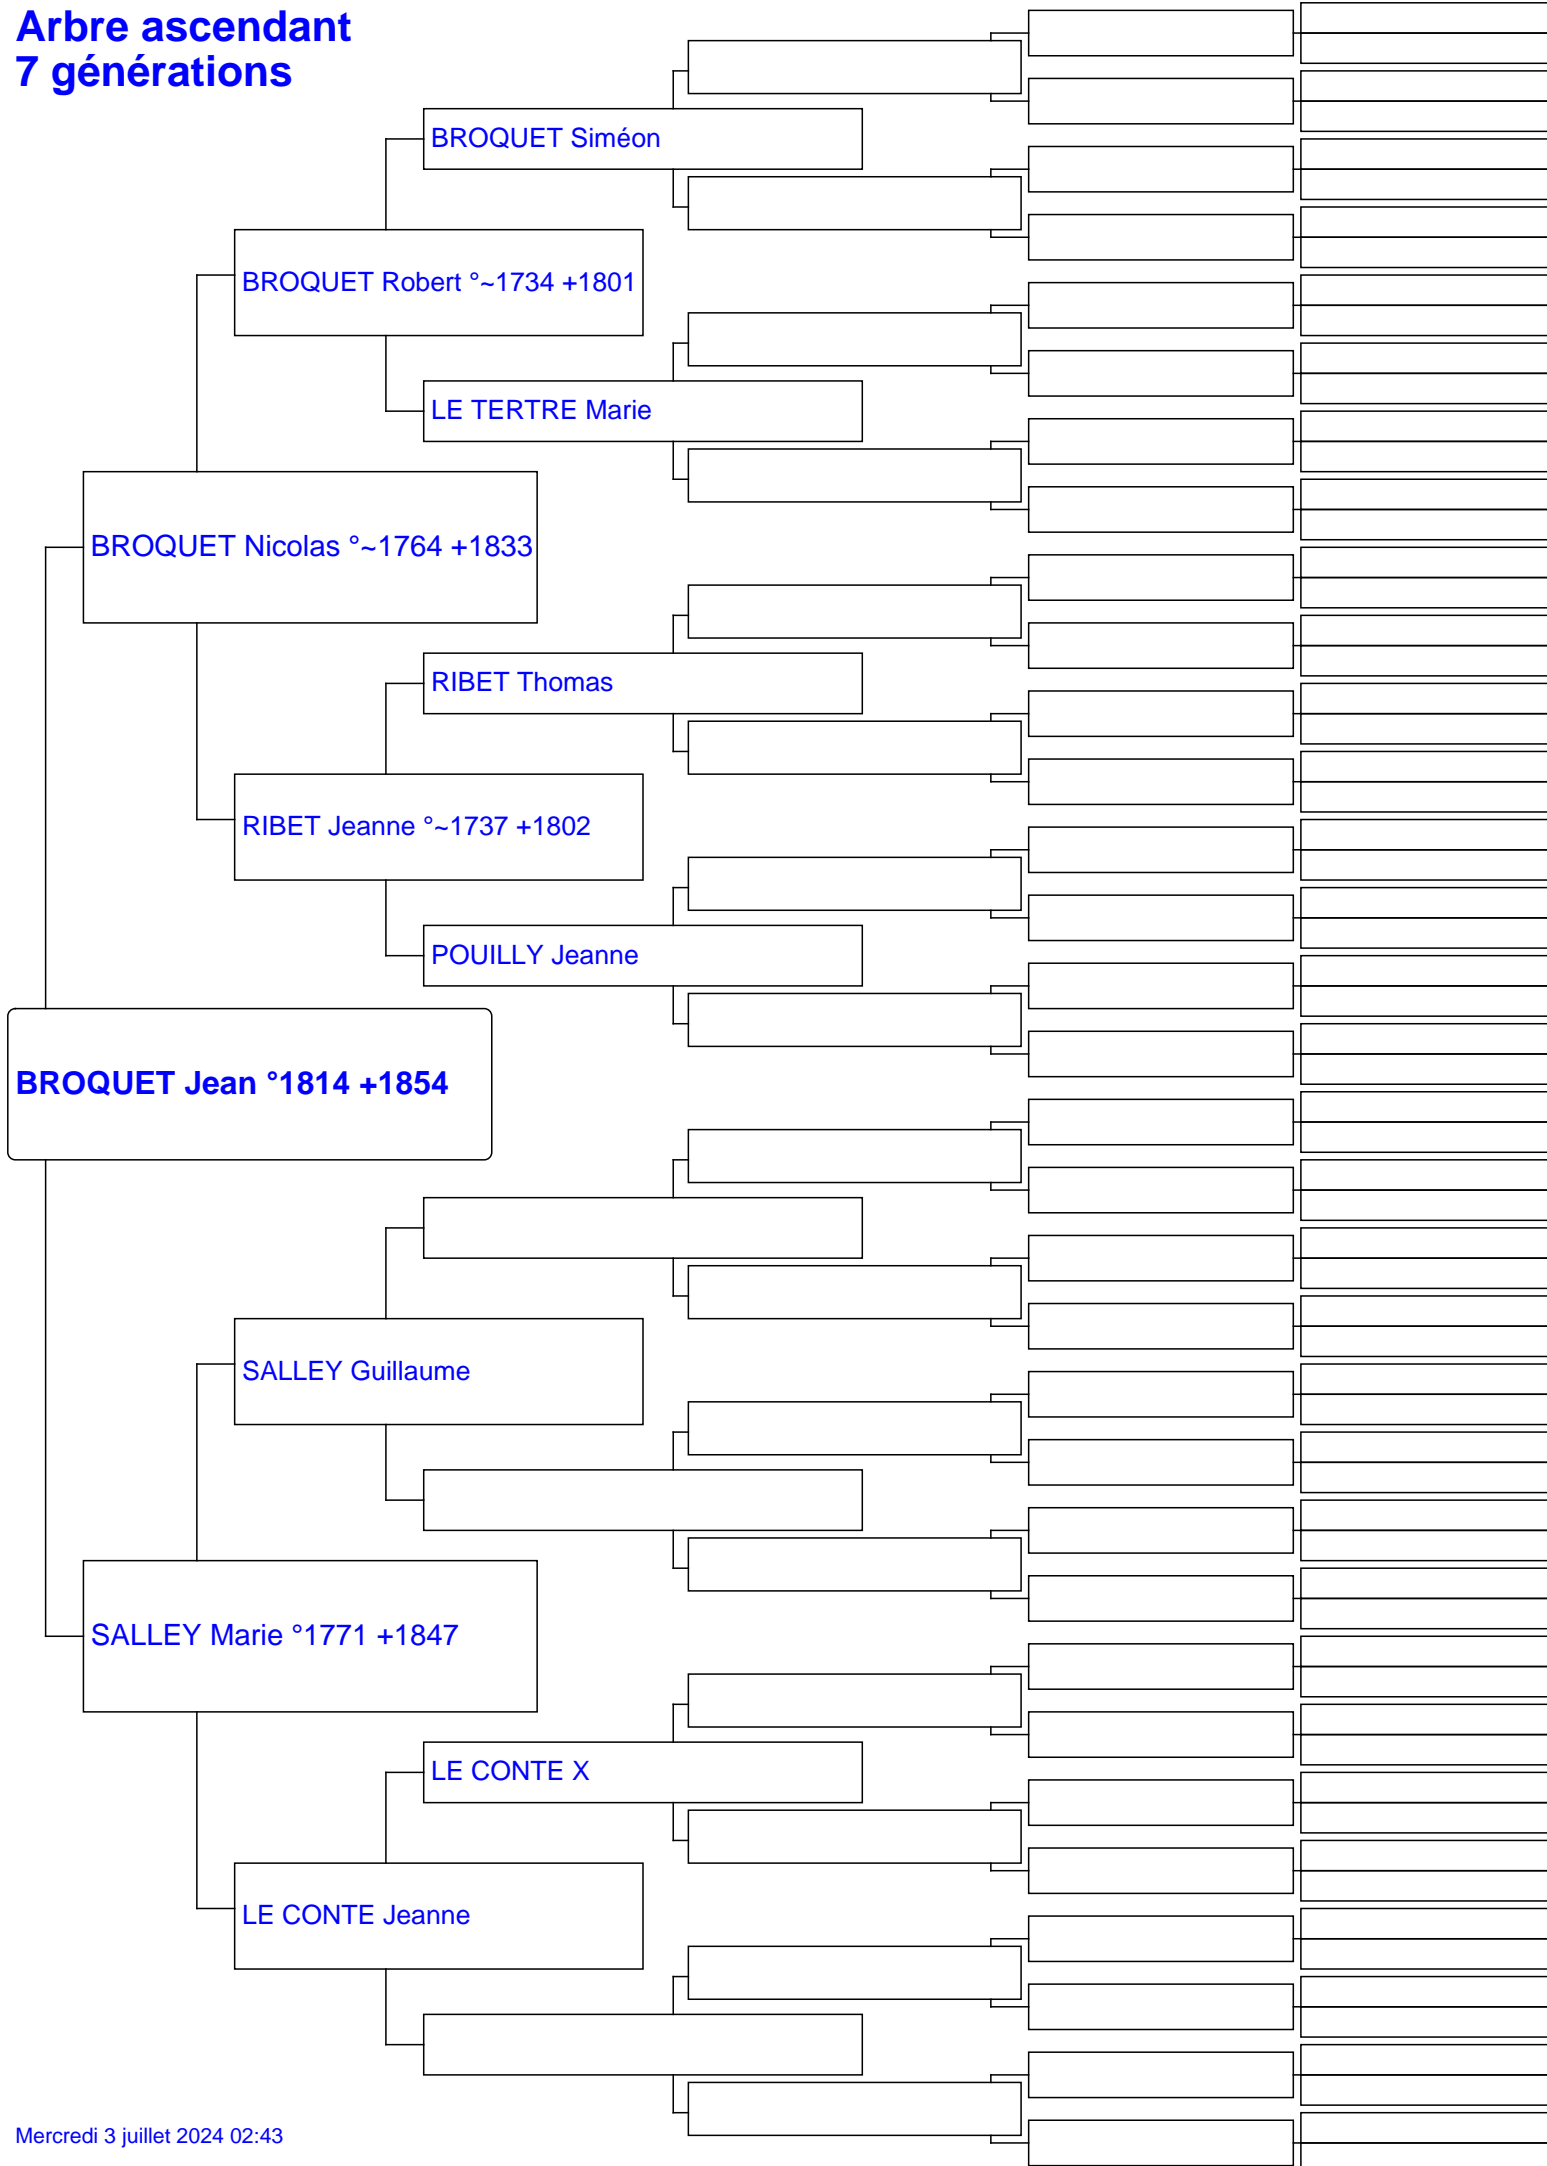 Arbre ascendant
7 générations
BROQUET Siméon
BROQUET Robert °~1734 +1801
LE TERTRE Marie
BROQUET Nicolas °~1764 +1833
RIBET Thomas
RIBET Jeanne °~1737 +1802
POUILLY Jeanne
BROQUET Jean °1814 +1854
SALLEY Guillaume
SALLEY Marie °1771 +1847
LE CONTE X
LE CONTE Jeanne
Mercredi 3 juillet 2024 02:43